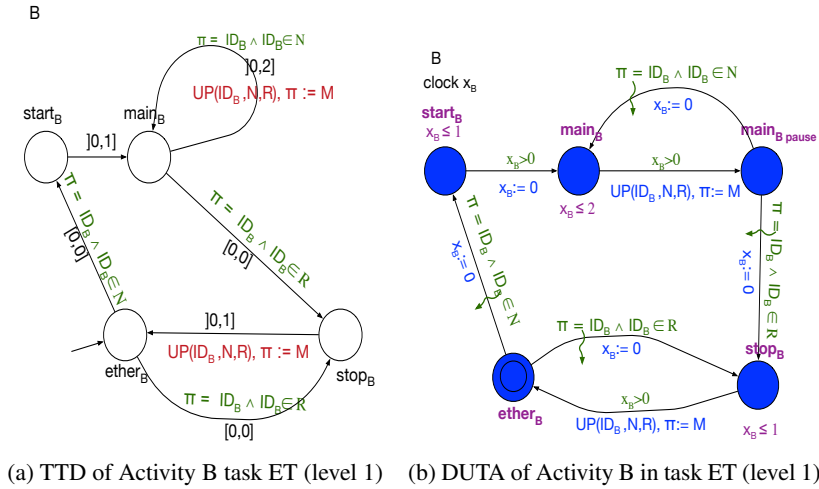 B
π = ID_B ∧ ID_B ∈ N
]0,2]
UP(ID_B,N,R), π := M
start_B
main_B
]0,1]
π = ID_B ∧ ID_B ∈ N
[0,0]
π = ID_B ∧ ID_B ∈ R
[0,0]
]0,1]
UP(ID_B,N,R), π := M
ether_B
stop_B
π = ID_B ∧ ID_B ∈ R
[0,0]
(a) TTD of Activity B task ET (level 1)
B
clock x_B
π = ID_B ∧ ID_B ∈ N
x_B := 0
start_B
x_B ≤ 1
main_B
main_B pause
x_B>0
x_B := 0
x_B>0
UP(ID_B,N,R), π := M
x_B ≤ 2
π = ID_B ∧ ID_B ∈ N
x_B := 0
π = ID_B ∧ ID_B ∈ R
x_B := 0
π = ID_B ∧ ID_B ∈ R
x_B := 0
stop_B
ether_B
x_B>0
UP(ID_B,N,R), π := M
x_B ≤ 1
(b) DUTA of Activity B in task ET (level 1)